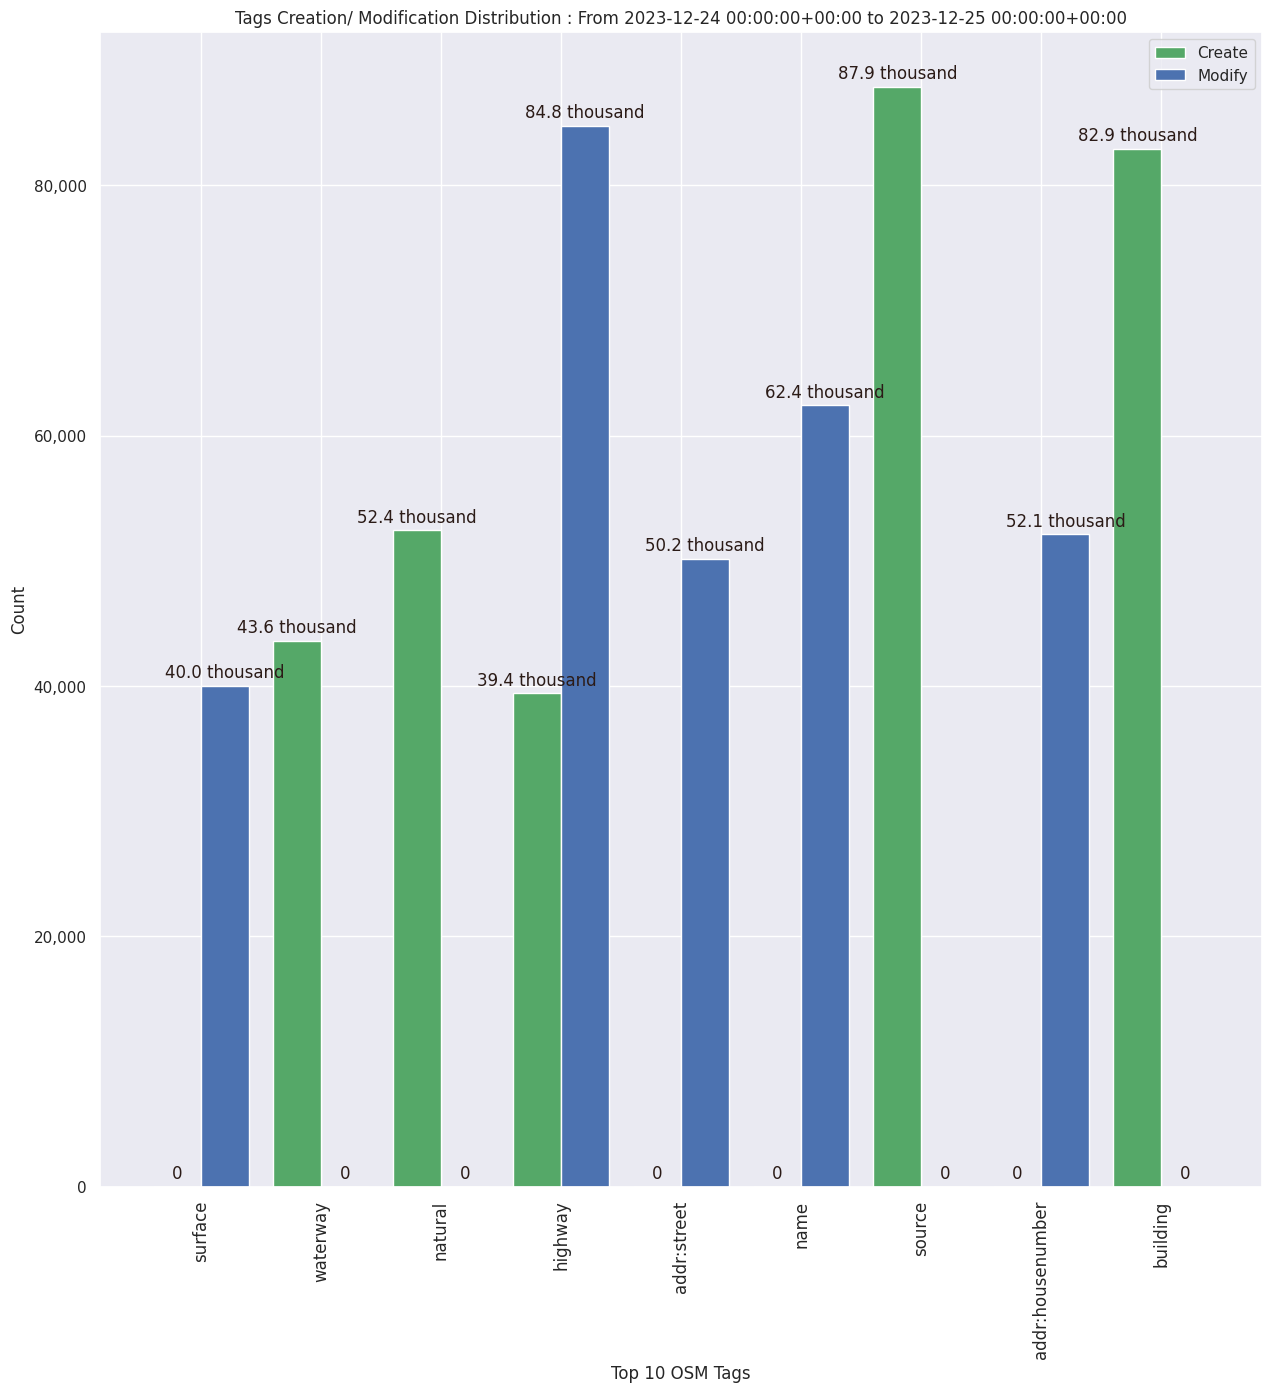 Tags Creation/ Modification Distribution : From 2023-12-24 00:00:00+00:00 to 2023-12-25 00:00:00+00:00
Create
Modify
87.9 thousand
84.8 thousand
82.9 thousand
80,000
62.4 thousand
60,000
52.4 thousand
52.1 thousand
50.2 thousand
43.6 thousand
40.0 thousand
39.4 thousand
40,000
20,000
0 0 0 0 0 0 0 0
0
Count
surface
waterway
natural
highway
addr:street
name
source
addr:housenumber
building
Top 10 OSM Tags